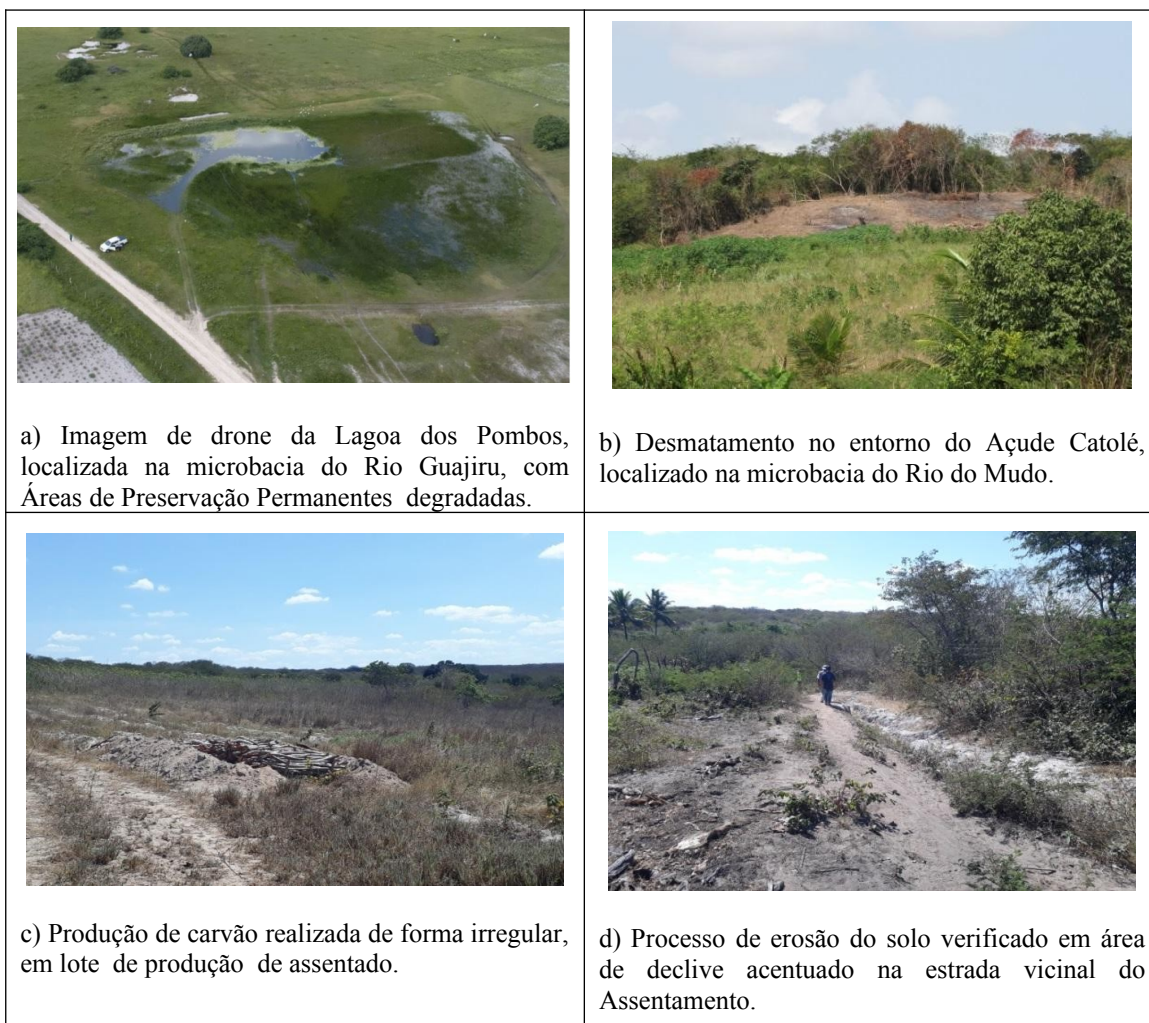 a) Imagem de drone da Lagoa dos Pombos,
localizada na microbacia do Rio Guajiru, com
Áreas de Preservação Permanentes degradadas.
b) Desmatamento no entorno do Açude Catolé,
localizado na microbacia do Rio do Mudo.
c) Produção de carvão realizada de forma irregular,
em lote de produção de assentado.
d) Processo de erosão do solo verificado em área
de declive acentuado na estrada vicinal do
Assentamento.